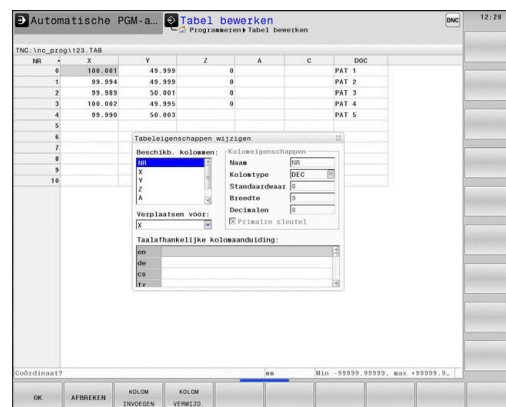 Automatische PGM-a…
Tabel bewerken
Programmeren Tabel bewerken
DNC
12:28
TNC:\nc_prog\123.TAB
NR X Y Z A C DOC
0 100.001 49.999 0 PAT 1
1 99.994 49.999 0 PAT 2
2 99.989 50.001 0 PAT 3
3 100.002 49.995 0 PAT 4
4 99.990 50.003 PAT 5
5
6
7
8
9
10
Tabeleigenschappen wijzigen
Beschikb. kolommen:
NR
X
Y
Z
A
Verplaatsen vóór:
X
Kolomeigenschappen
Naam NR
Kolomtype DEC
Standaardwaar 0
Breedte 9
Decimalen 0
Primaire sleutel
Taalafhankelijke kolomaanduiding:
en
de
cs
fr
Coördinaat? mm Min -99999.99999, max +99999.9…
OK AFBREKEN KOLOM INVOEGEN KOLOM VERWIJD.